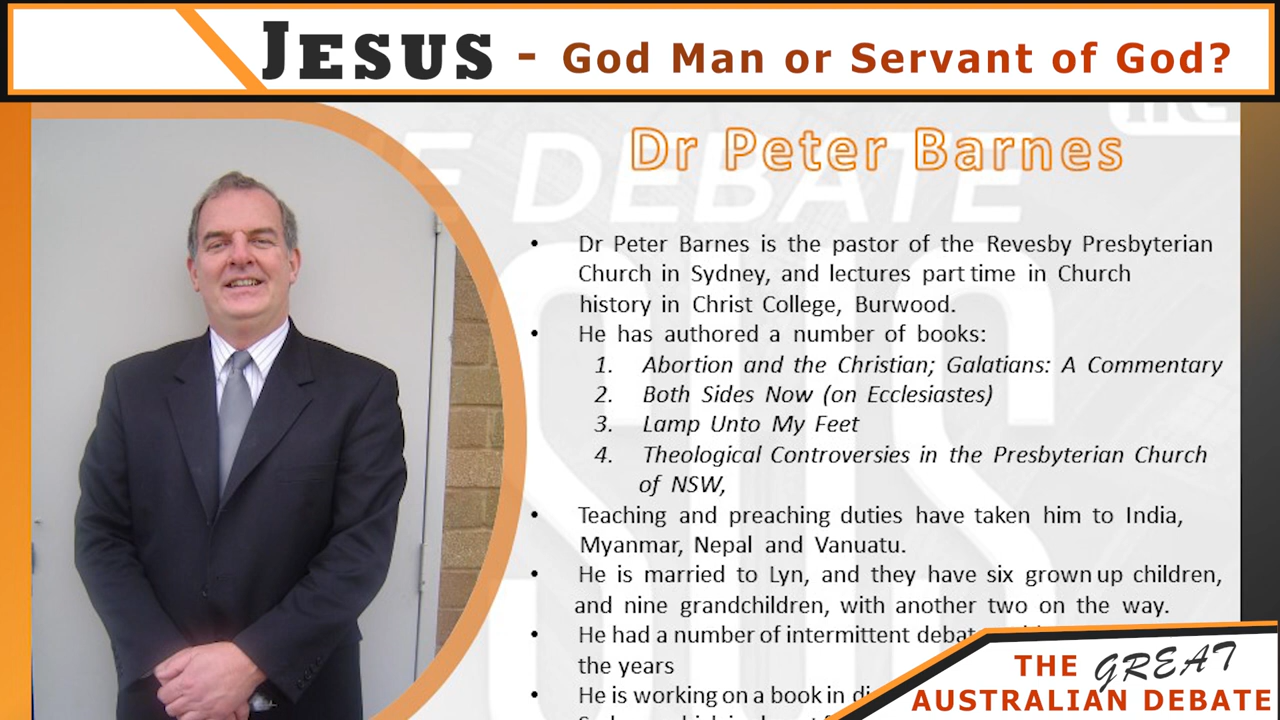 JESUS - God Man or Servant of God?
Dr Peter Barnes
E DEBATE
• Dr Peter Barnes is the pastor of the Revesby Presbyterian
Church in Sydney, and lectures part time in Church
history in Christ College, Burwood.
• He has authored a number of books:
1. Abortion and the Christian; Galatians: A Commentary
2. Both Sides Now (on Ecclesiastes)
3. Lamp Unto My Feet
4. Theological Controversies in the Presbyterian Church
of NSW,
• Teaching and preaching duties have taken him to India,
Myanmar, Nepal and Vanuatu.
• He is married to Lyn, and they have six grown up children,
and nine grandchildren, with another two on the way.
• He had a number of intermittent
the years
• He is working on a book in
THE GREAT
AUSTRALIAN DEBATE